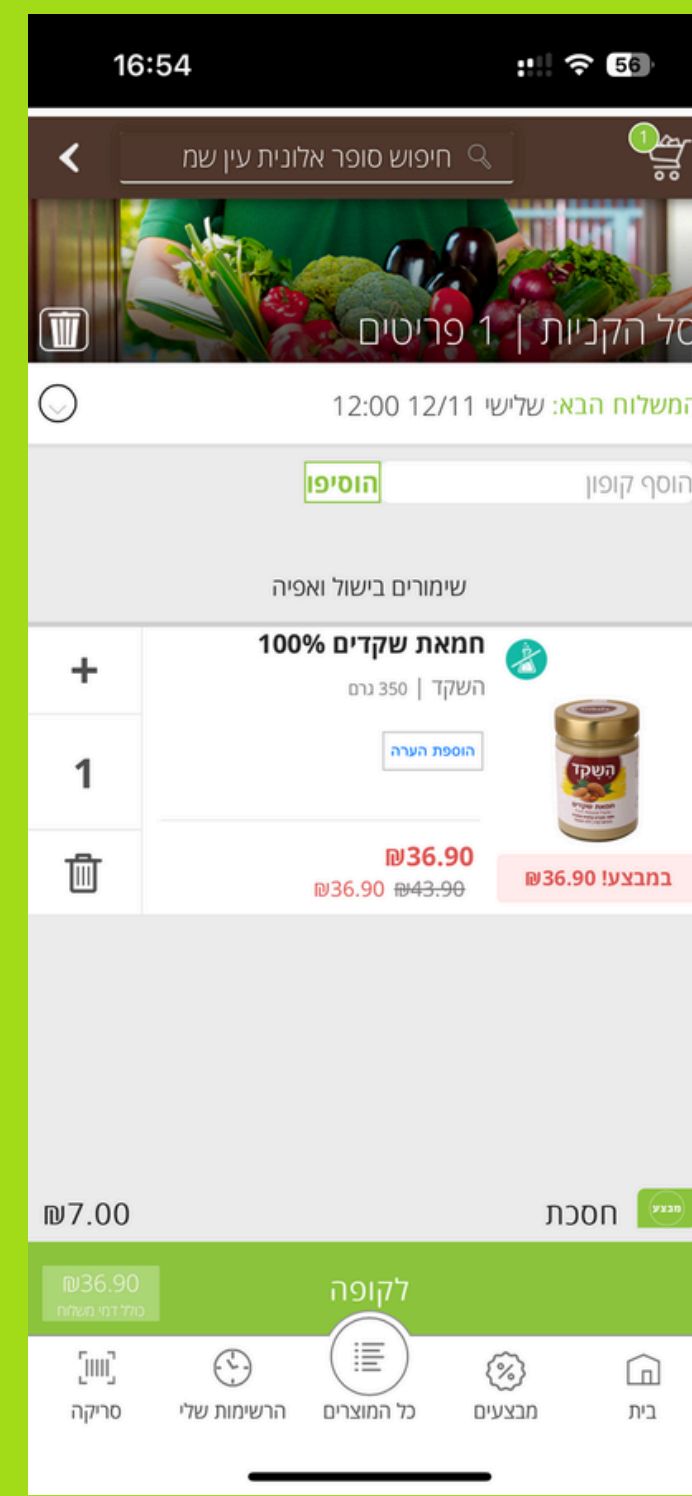 16:54
56
חיפוש סופר אלונית עין שמ
1
סל הקניות | 1 פריטים
המשלוח הבא: שלישי 12/11 12:00
הוסף קופון
הוסיפו
שימורים בישול ואפיה
חמאת שקדים 100%
השקד | 350 גרם
הוספת הערה
+
1
השקד
חמאת שקדים
₪36.90
₪43.90 ₪36.90
במבצע! ₪36.90
מבצע
חסכת
₪7.00
לקופה
₪36.90
כולל דמי משלוח
בית
מבצעים
כל המוצרים
הרשימות שלי
סריקה